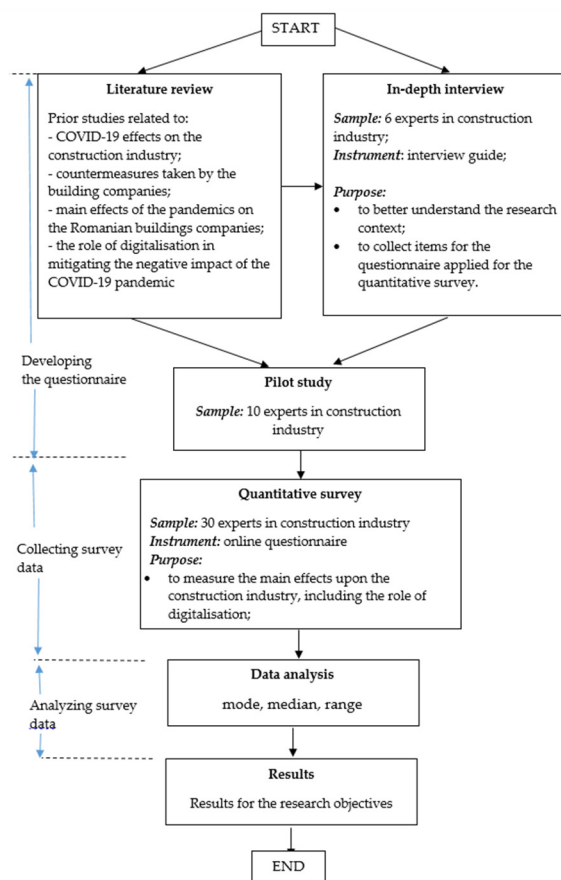 START
Literature review
Prior studies related to:
- COVID-19 effects on the
construction industry;
- countermeasures taken by the
building companies;
- main effects of the pandemics on
the Romanian buildings companies;
- the role of digitalisation in
mitigating the negative impact of the
COVID-19 pandemic
In-depth interview
Sample: 6 experts in construction
industry;
Instrument: interview guide;
Purpose:
• to better understand the research
context;
• to collect items for the
questionnaire applied for the
quantitative survey.
Developing
the questionnaire
Pilot study
Sample: 10 experts in construction
industry
Collecting survey
data
Quantitative survey
Sample: 30 experts in construction industry
Instrument: online questionnaire
Purpose:
• to measure the main effects upon the
construction industry, including the role of
digitalisation;
Analyzing survey
data
Data analysis
mode, median, range
Results
Results for the research objectives
END